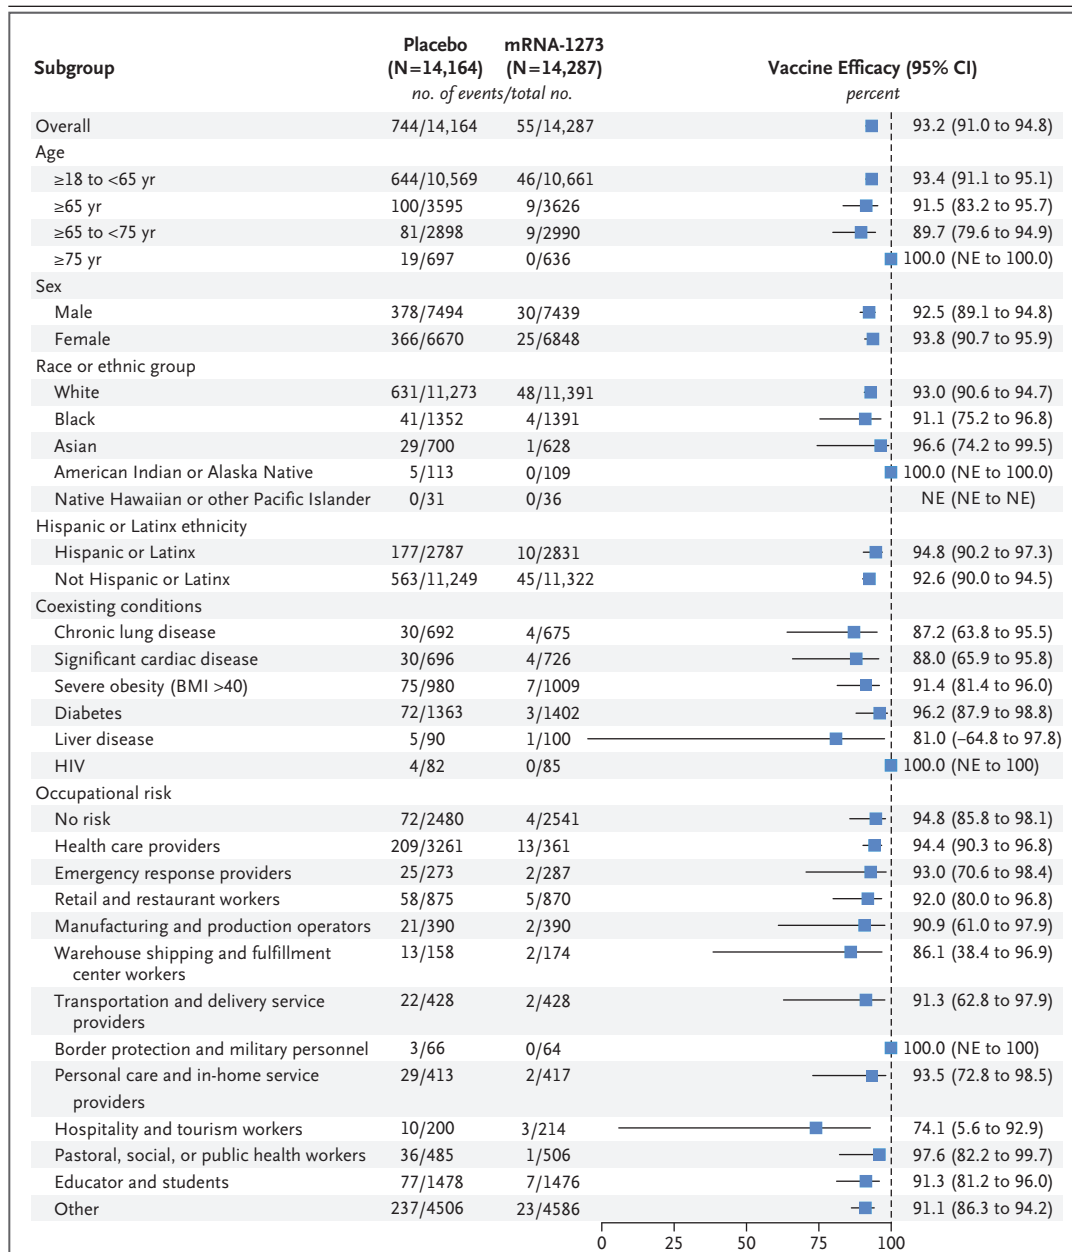 Subgroup Placebo (N=14,164) mRNA-1273 (N=14,287) Vaccine Efficacy (95% CI)
no. of events/total no. percent
Overall 744/14,164 55/14,287 93.2 (91.0 to 94.8)
Age
≥18 to <65 yr 644/10,569 46/10,661 93.4 (91.1 to 95.1)
≥65 yr 100/3595 9/3626 91.5 (83.2 to 95.7)
≥65 to <75 yr 81/2898 9/2990 89.7 (79.6 to 94.9)
≥75 yr 19/697 0/636 100.0 (NE to 100.0)
Sex
Male 378/7494 30/7439 92.5 (89.1 to 94.8)
Female 366/6670 25/6848 93.8 (90.7 to 95.9)
Race or ethnic group
White 631/11,273 48/11,391 93.0 (90.6 to 94.7)
Black 41/1352 4/1391 91.1 (75.2 to 96.8)
Asian 29/700 1/628 96.6 (74.2 to 99.5)
American Indian or Alaska Native 5/113 0/109 100.0 (NE to 100.0)
Native Hawaiian or other Pacific Islander 0/31 0/36 NE (NE to NE)
Hispanic or Latinx ethnicity
Hispanic or Latinx 177/2787 10/2831 94.8 (90.2 to 97.3)
Not Hispanic or Latinx 563/11,249 45/11,322 92.6 (90.0 to 94.5)
Coexisting conditions
Chronic lung disease 30/692 4/675 87.2 (63.8 to 95.5)
Significant cardiac disease 30/696 4/726 88.0 (65.9 to 95.8)
Severe obesity (BMI >40) 75/980 7/1009 91.4 (81.4 to 96.0)
Diabetes 72/1363 3/1402 96.2 (87.9 to 98.8)
Liver disease 5/90 1/100 81.0 (–64.8 to 97.8)
HIV 4/82 0/85 100.0 (NE to 100)
Occupational risk
No risk 72/2480 4/2541 94.8 (85.8 to 98.1)
Health care providers 209/3261 13/361 94.4 (90.3 to 96.8)
Emergency response providers 25/273 2/287 93.0 (70.6 to 98.4)
Retail and restaurant workers 58/875 5/870 92.0 (80.0 to 96.8)
Manufacturing and production operators 21/390 2/390 90.9 (61.0 to 97.9)
Warehouse shipping and fulfillment 13/158 2/174 86.1 (38.4 to 96.9)
center workers
Transportation and delivery service 22/428 2/428 91.3 (62.8 to 97.9)
providers
Border protection and military personnel 3/66 0/64 100.0 (NE to 100)
Personal care and in-home service 29/413 2/417 93.5 (72.8 to 98.5)
providers
Hospitality and tourism workers 10/200 3/214 74.1 (5.6 to 92.9)
Pastoral, social, or public health workers 36/485 1/506 97.6 (82.2 to 99.7)
Educator and students 77/1478 7/1476 91.3 (81.2 to 96.0)
Other 237/4506 23/4586 91.1 (86.3 to 94.2)
0 25 50 75 100